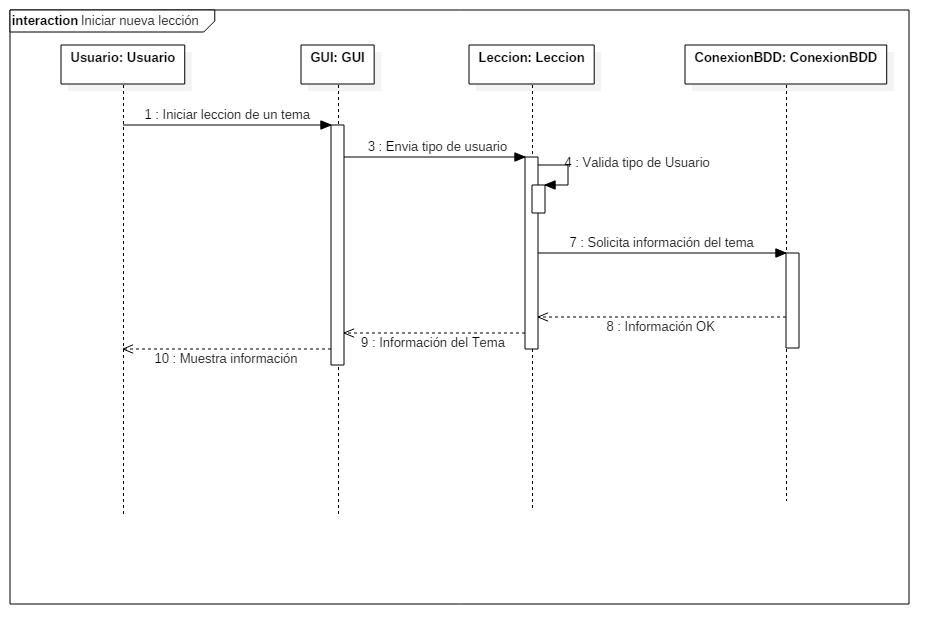 interaction Iniciar nueva lección
Usuario: Usuario
GUI: GUI
Leccion: Leccion
ConexionBDD: ConexionBDD
1 : Iniciar leccion de un tema
3 : Envia tipo de usuario
4 : Valida tipo de Usuario
7 : Solicita información del tema
8 : Información OK
9 : Información del Tema
10 : Muestra información